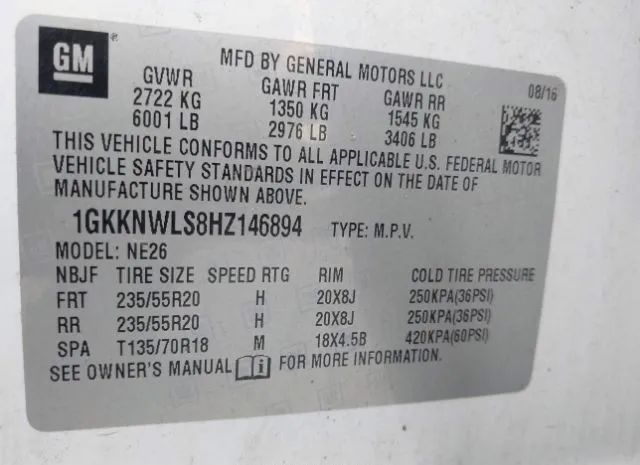 GM
MFD BY GENERAL MOTORS LLC
08/16
GVWR GAWR FRT GAWR RR
2722 KG 1350 KG 1545 KG
6001 LB 2976 LB 3406 LB
THIS VEHICLE CONFORMS TO ALL APPLICABLE U.S. FEDERAL MOTOR
VEHICLE SAFETY STANDARDS IN EFFECT ON THE DATE OF
MANUFACTURE SHOWN ABOVE.
1GKKNWLS8HZ146894 TYPE: M.P.V.
MODEL: NE26
NBJF TIRE SIZE SPEED RTG RIM COLD TIRE PRESSURE
FRT 235/55R20 H 20X8J 250KPA(36PSI)
RR 235/55R20 H 20X8J 250KPA(36PSI)
SPA T135/70R18 M 18X4.5B 420KPA(60PSI)
SEE OWNER'S MANUAL FOR MORE INFORMATION.